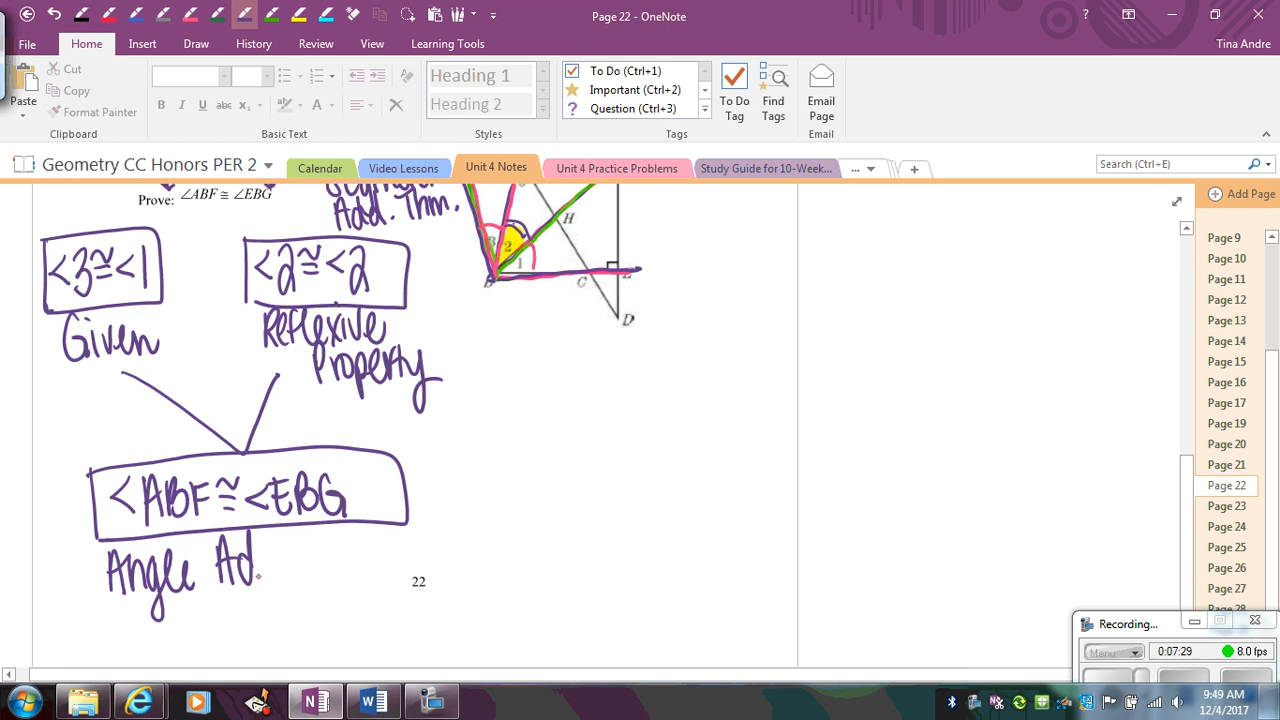 Page 22 - OneNote
?
File Home Insert Draw History Review View Learning Tools
Tina Andre
Paste
Cut
Copy
Format Painter
Clipboard
B I U abc x₂ A
Basic Text
Heading 1
Heading 2
Styles
To Do (Ctrl+1)
Important (Ctrl+2)
? Question (Ctrl+3)
Tags
To Do
Tag
Find
Tags
Email
Page
Email
Geometry CC Honors PER 2
Calendar Video Lessons Unit 4 Notes Unit 4 Practice Problems Study Guide for 10-Week... ...
Search (Ctrl+E)
Add Page
Page 9
Page 10
Page 11
Page 12
Page 13
Page 14
Page 15
Page 16
Page 17
Page 19
Page 20
Page 21
Page 22
Page 23
Page 24
Page 25
Page 26
Page 27
Page 28
Prove: ∠ABF ≅ ∠EBG
Add. Thm.
<3≅<1
Given
<2≅<2
Reflexive
Property
<ABF≅<EBG
Angle Ad
H
3 2
1
B C E
D
22
Recording...
Menu 0:07:29 8.0 fps
9:49 AM
12/4/2017